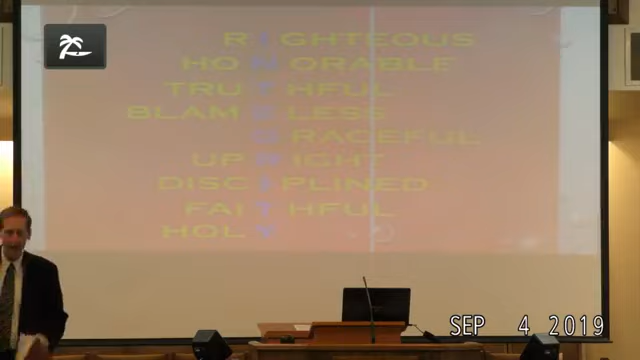 RIGHTEOUS
HONORABLE
TRUTHFUL
BLAMELESS
GRACEFUL
UPRIGHT
DISCIPLINED
FAITHFUL
HOLY
SEP 4 2019